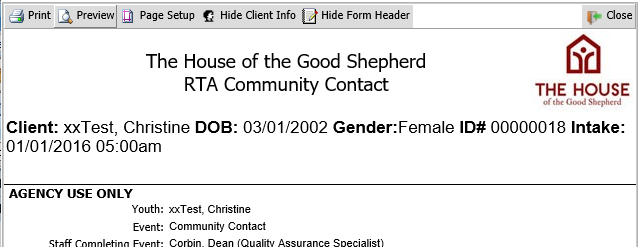 Print Preview Page Setup Hide Client Info Hide Form Header Close
The House of the Good Shepherd
RTA Community Contact
THE HOUSE
of the Good Shepherd
Client: xxTest, Christine DOB: 03/01/2002 Gender:Female ID# 00000018 Intake:
01/01/2016 05:00am
AGENCY USE ONLY
Youth: xxTest, Christine
Event: Community Contact
Staff Completing Event: Corbin, Dean (Quality Assurance Specialist)